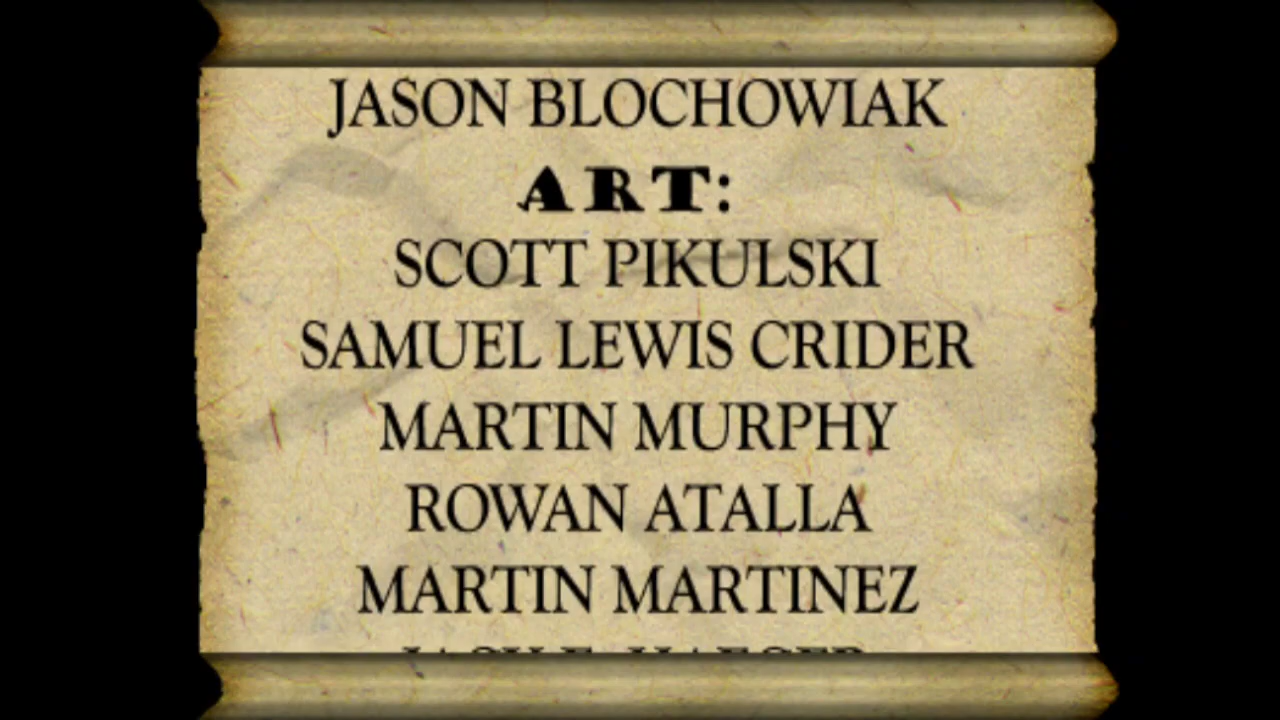 JASON BLOCHOWIAK
ART:
SCOTT PIKULSKI
SAMUEL LEWIS CRIDER
MARTIN MURPHY
ROWAN ATALLA
MARTIN MARTINEZ